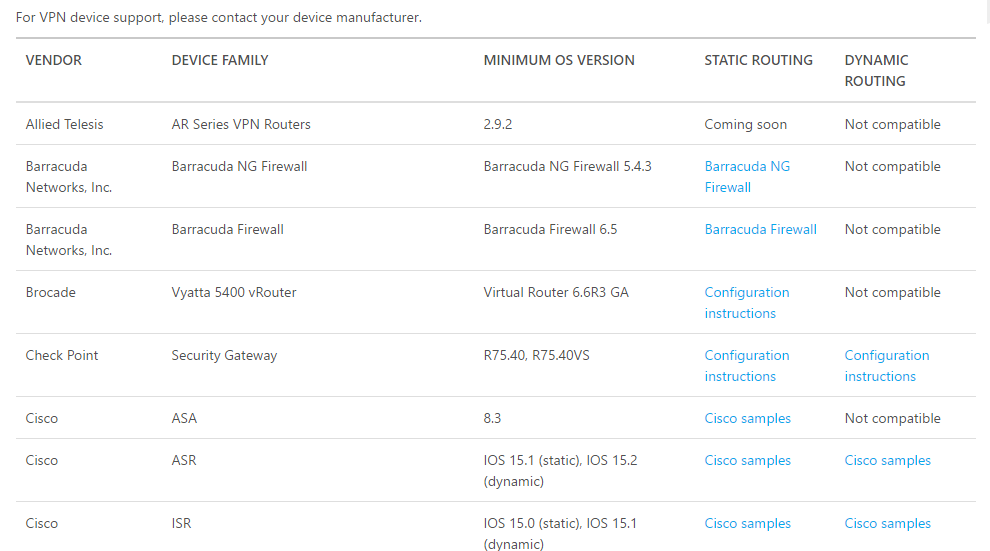 For VPN device support, please contact your device manufacturer.
VENDOR DEVICE FAMILY MINIMUM OS VERSION STATIC ROUTING DYNAMIC
ROUTING
Allied Telesis AR Series VPN Routers 2.9.2 Coming soon Not compatible
Barracuda Barracuda NG Firewall Barracuda NG Firewall 5.4.3 Barracuda NG Not compatible
Networks, Inc. Firewall
Barracuda Barracuda Firewall Barracuda Firewall 6.5 Barracuda Firewall Not compatible
Networks, Inc.
Brocade Vyatta 5400 vRouter Virtual Router 6.6R3 GA Configuration Not compatible
instructions
Check Point Security Gateway R75.40, R75.40VS Configuration Configuration
instructions instructions
Cisco ASA 8.3 Cisco samples Not compatible
Cisco ASR IOS 15.1 (static), IOS 15.2 Cisco samples Cisco samples
(dynamic)
Cisco ISR IOS 15.0 (static), IOS 15.1 Cisco samples Cisco samples
(dynamic)